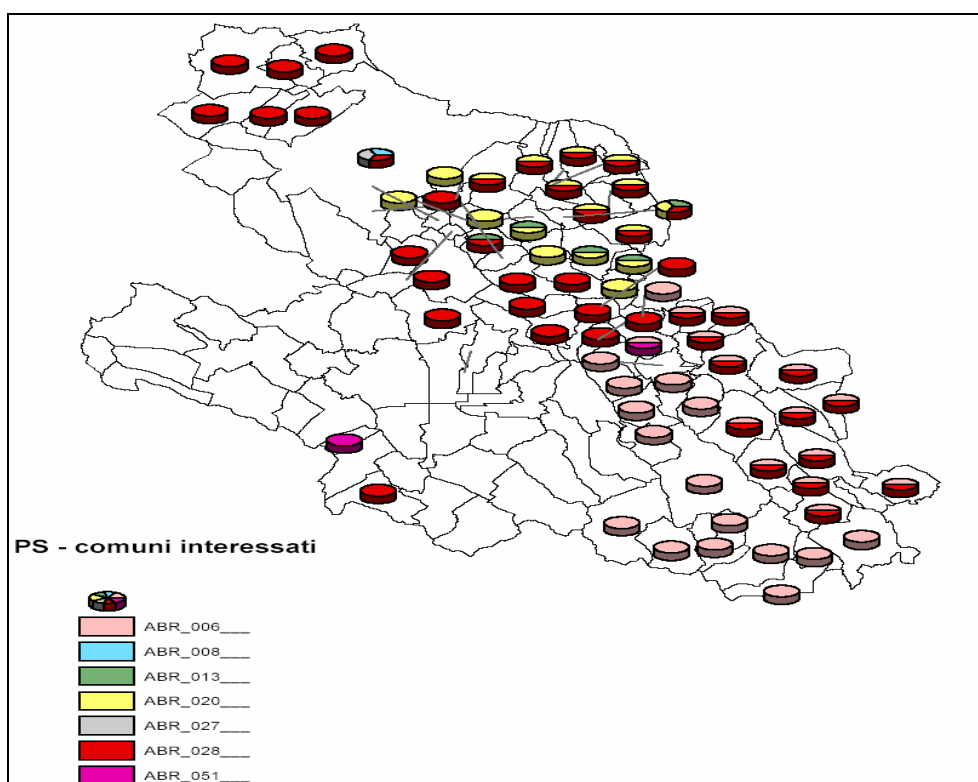 PS - comuni interessati
ABR_006___
ABR_008___
ABR_013___
ABR_020___
ABR_027___
ABR_028___
ABR_051___